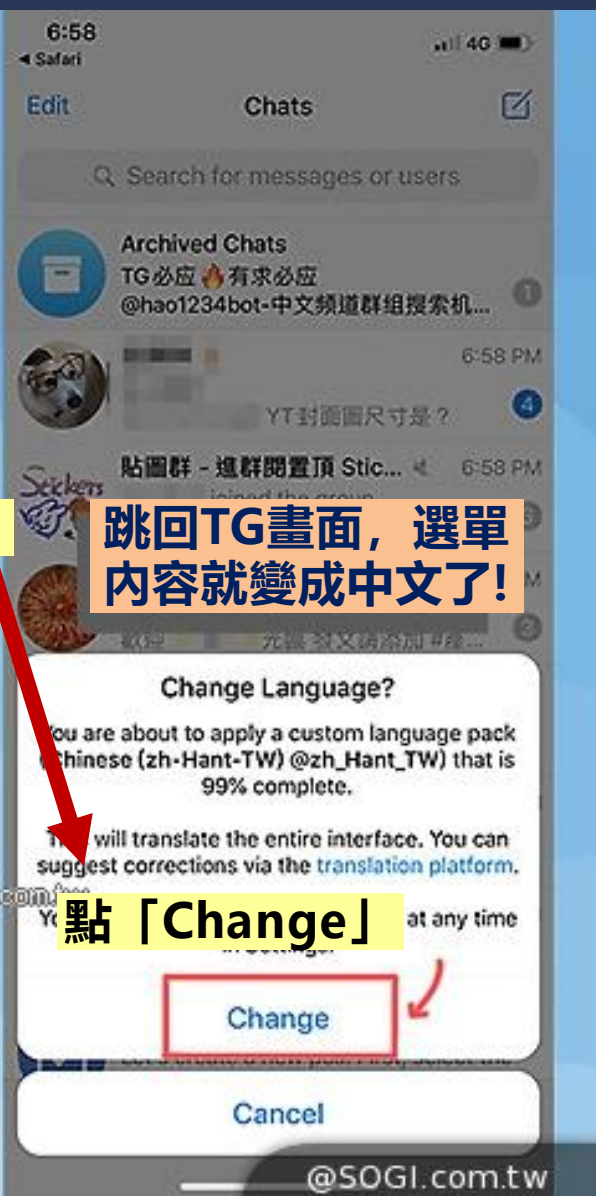 6:58
Safari
4G
Edit
Chats
Search for messages or users
Archived Chats
TG必应🔥有求必应
@hao1234bot-中文频道群组搜索机...
1
6:58 PM
YT封面圖尺寸是？
4
Stickers
貼圖群 - 進群閱置頂 Stic...
6:58 PM
joined the group
跳回TG畫面，選單
內容就變成中文了!
Change Language?
You are about to apply a custom language pack
(Chinese (zh-Hant-TW) @zh_Hant_TW) that is
99% complete.
will translate the entire interface. You can
suggest corrections via the translation platform.
com.tw
點「Change」
at any time
in Settings.
Change
Cancel
@SOGI.com.tw